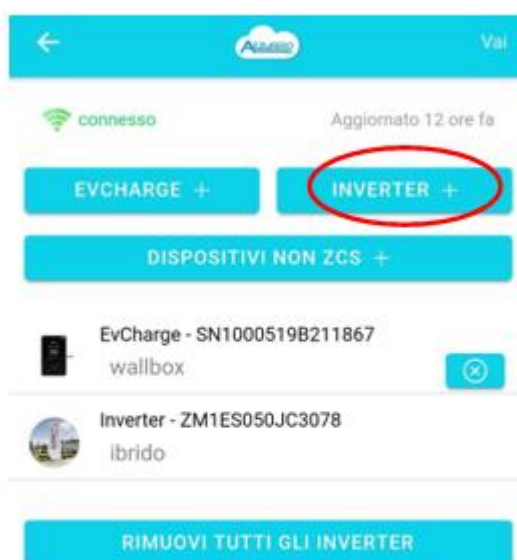 Vai
connesso
Aggiornato 12 ore fa
EVCHARGE +
INVERTER +
DISPOSITIVI NON ZCS +
EvCharge - SN1000519B211867
wallbox
Inverter - ZM1ES050JC3078
ibrido
RIMUOVI TUTTI GLI INVERTER